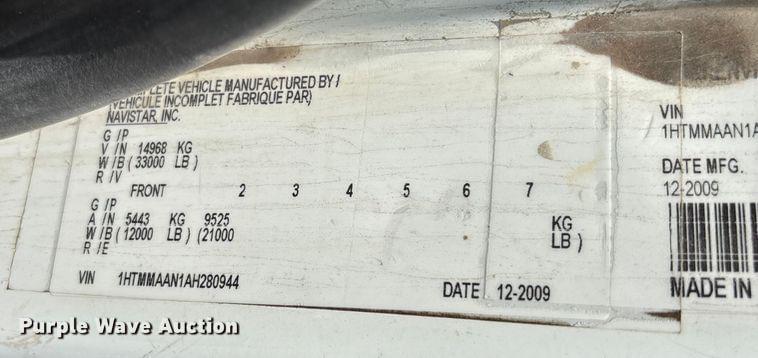 PLETE VEHICLE MANUFACTURED BY /
(VEHICULE INCOMPLET FABRIQUE PAR)
NAVISTAR, INC.
G /P
V /N 14968 KG
W/B ( 33000 LB )
R /V
FRONT 2 3 4 5 6 7
G /P
A /N 5443 KG 9525 KG
W/B ( 12000 LB ) (21000 LB )
R /E
VIN 1HTMMAAN1AH280944
DATE 12-2009
VIN
1HTMMAAN1A
DATE MFG.
12-2009
MADE IN
Purple Wave Auction